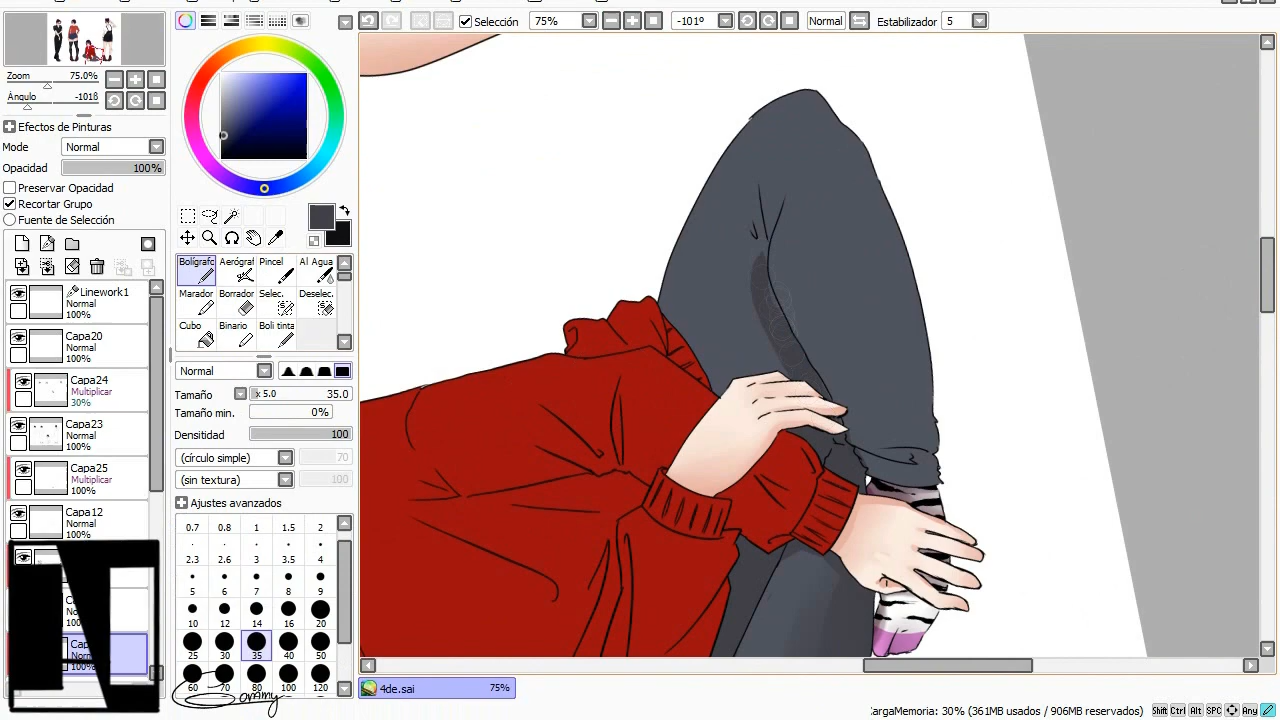 Selección 75% -101º Normal Estabilizador 5
Zoom 75.0%
Ángulo -101ß
Efectos de Pinturas
Mode Normal
Opacidad 100%
Preservar Opacidad
Recortar Grupo
Fuente de Selección
Linework1
Normal
100%
Capa20
Normal
100%
Capa24
Multiplicar
30%
Capa23
Normal
100%
Capa25
Multiplicar
100%
Capa12
Normal
100%
Bolígrafo Aerógraf Pincel Al Agua
Marador Borrador Selec. Deselec.
Cubo Binario Boli tinta
Normal
Tamaño x 5.0 35.0
Tamaño min. 0%
Densitidad 100
(círculo simple) 70
(sin textura) 100
Ajustes avanzados
0.7 0.8 1 1.5 2
2.3 2.6 3 3.5 4
5 6 7 8 9
10 12 14 16 20
25 30 35 40 50
60 70 80 100 120
4de.sai 75%
argaMemoria: 30% (361MB usados / 906MB reservados) Shift Ctrl Alt SPC Any